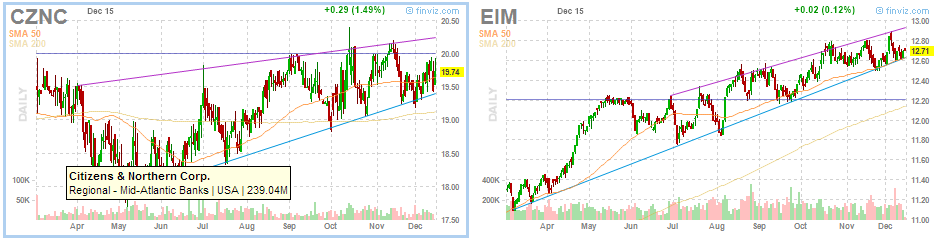 CZNC Dec 15 +0.29 (1.49%) © finviz.com
SMA 50
SMA 200
DAILY
20.50
20.00
19.74
19.50
19.00
18.50
18.00
17.50
100K
50K
Citizens & Northern Corp.
Regional - Mid-Atlantic Banks | USA | 239.04M
Apr May Jun Jul Aug Sep Oct Nov Dec
EIM Dec 15 +0.02 (0.12%) © finviz.com
SMA 50
SMA 200
DAILY
13.00
12.80
12.71
12.60
12.40
12.20
12.00
11.80
11.60
11.40
11.20
11.00
400K
200K
Apr May Jun Jul Aug Sep Oct Nov Dec